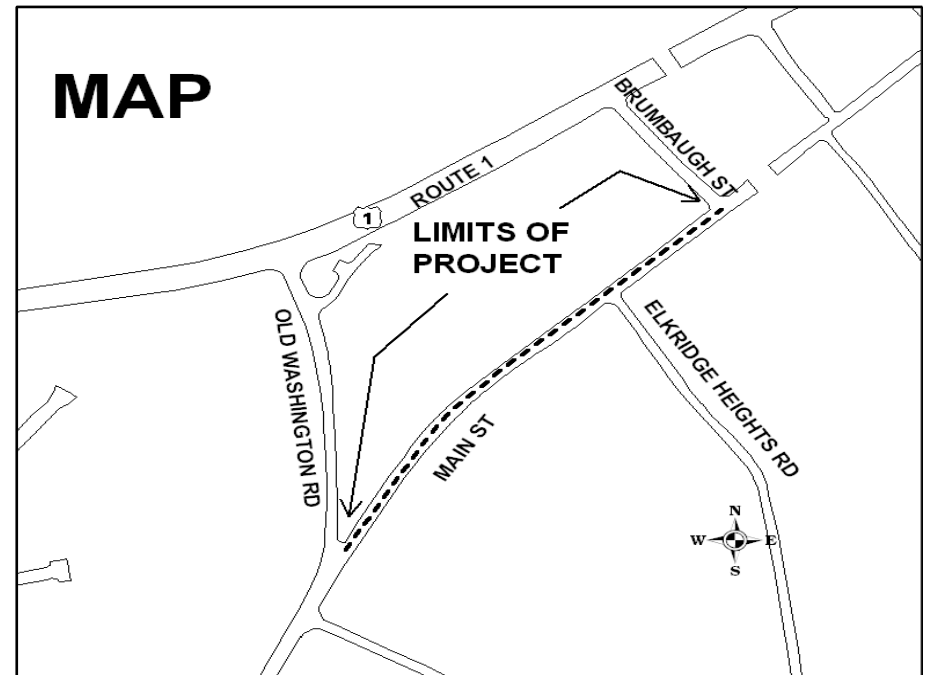 MAP
BRUMBAUGH ST
ROUTE 1
1
LIMITS OF
PROJECT
OLD WASHINGTON RD
ELKRIDGE HEIGHTS RD
MAIN ST
N
W E
S